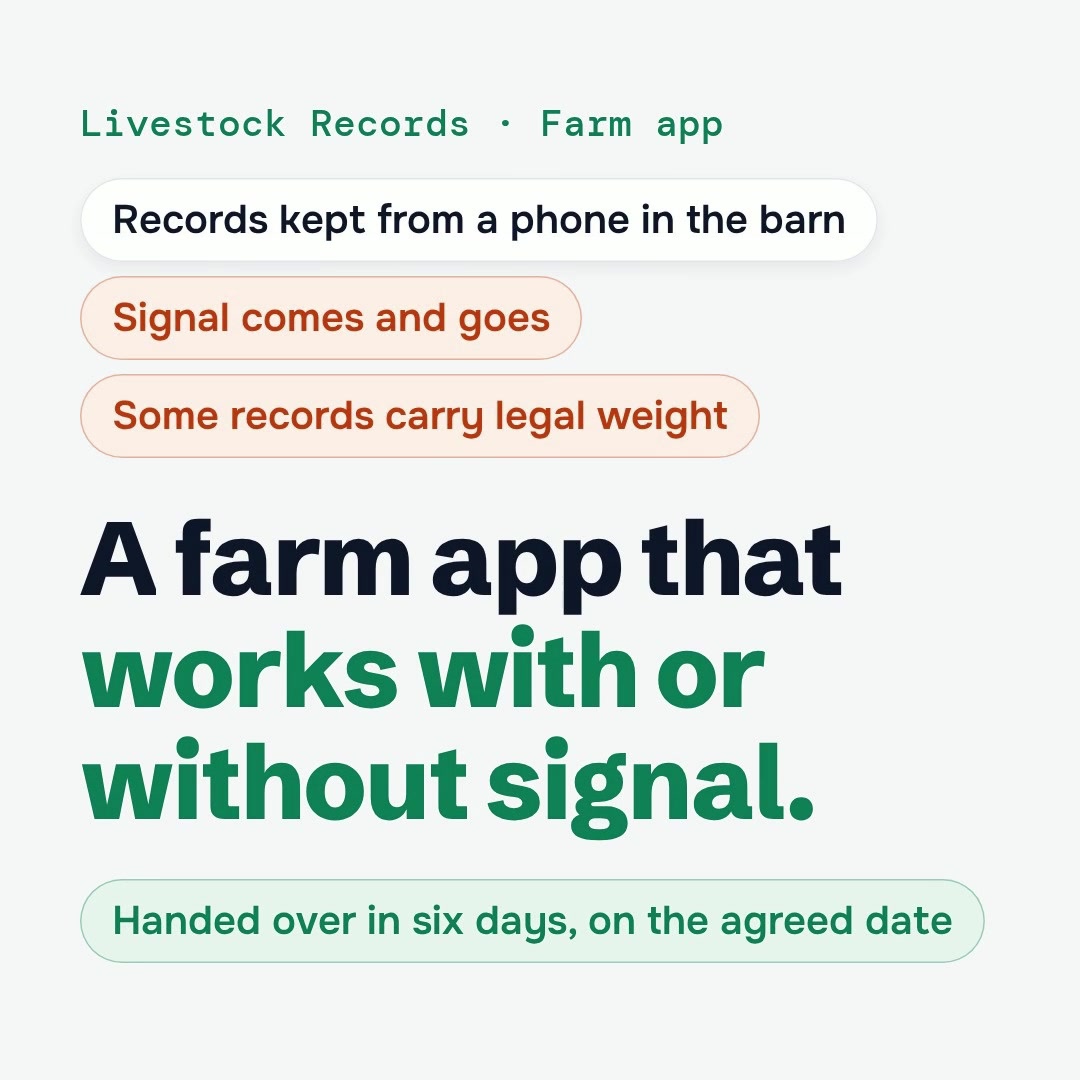 Livestock Records · Farm app
Records kept from a phone in the barn
Signal comes and goes
Some records carry legal weight
A farm app that
works with or
without signal.
Handed over in six days, on the agreed date